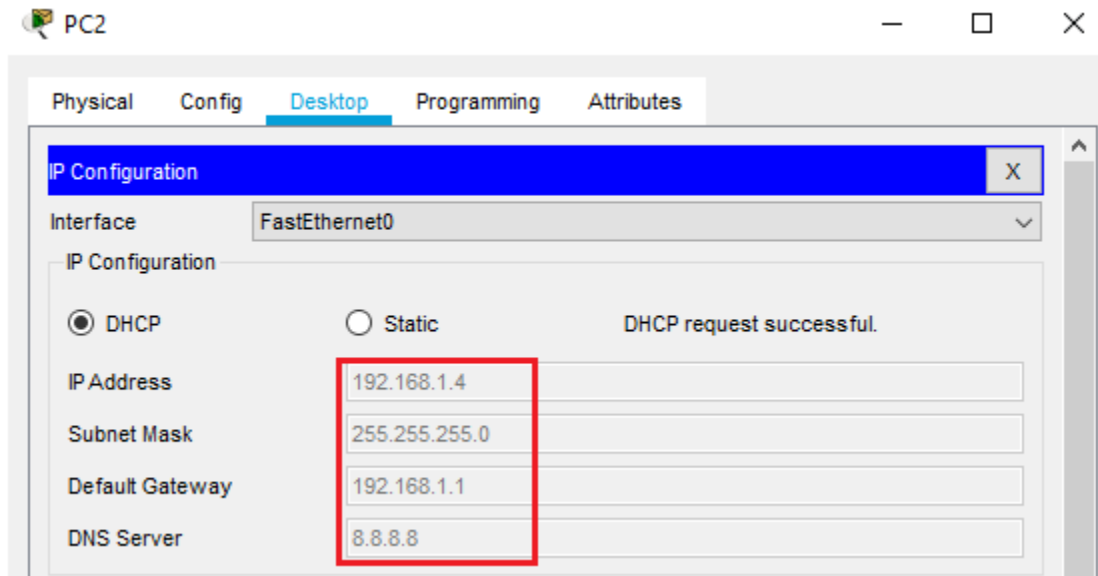 PC2
Physical Config Desktop Programming Attributes
IP Configuration X
Interface FastEthernet0
IP Configuration
DHCP Static DHCP request successful.
IP Address 192.168.1.4
Subnet Mask 255.255.255.0
Default Gateway 192.168.1.1
DNS Server 8.8.8.8